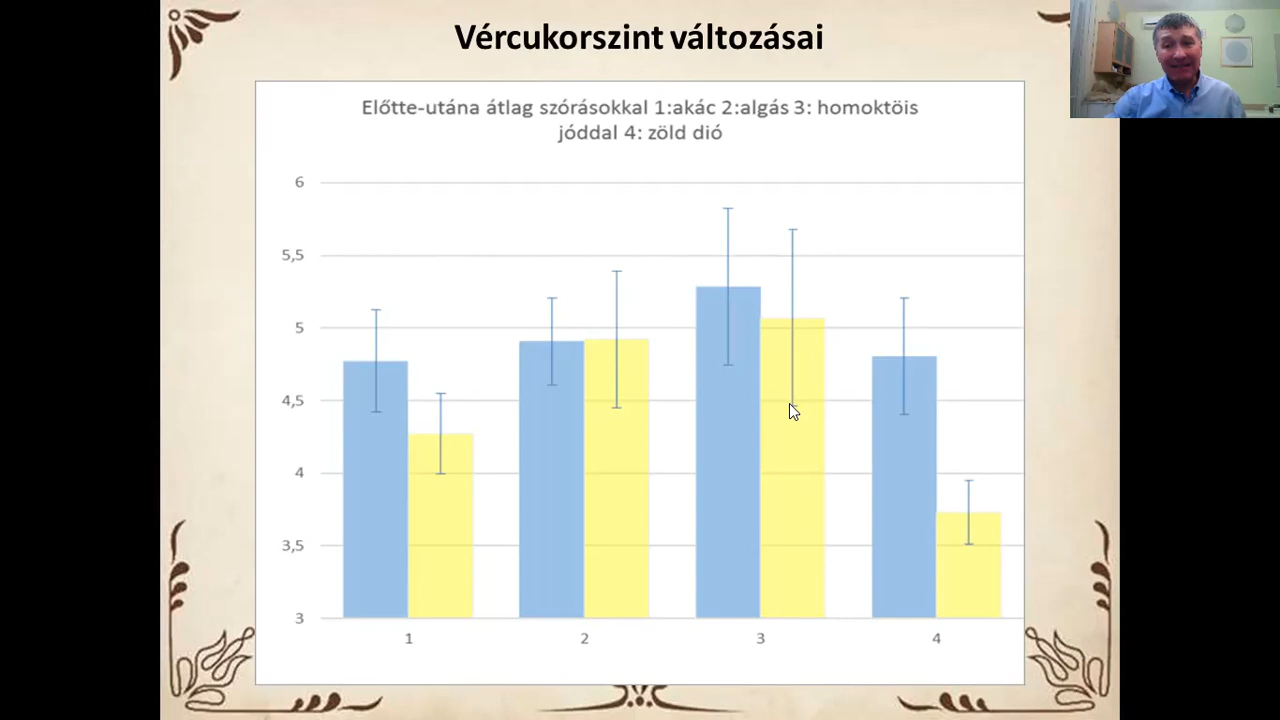 Vércukorszint változásai
Előtte-utána átlag szórásokkal 1:akác 2:algás 3: homoktöis
jóddal 4: zöld dió
6
5,5
5
4,5
4
3,5
3
1 2 3 4